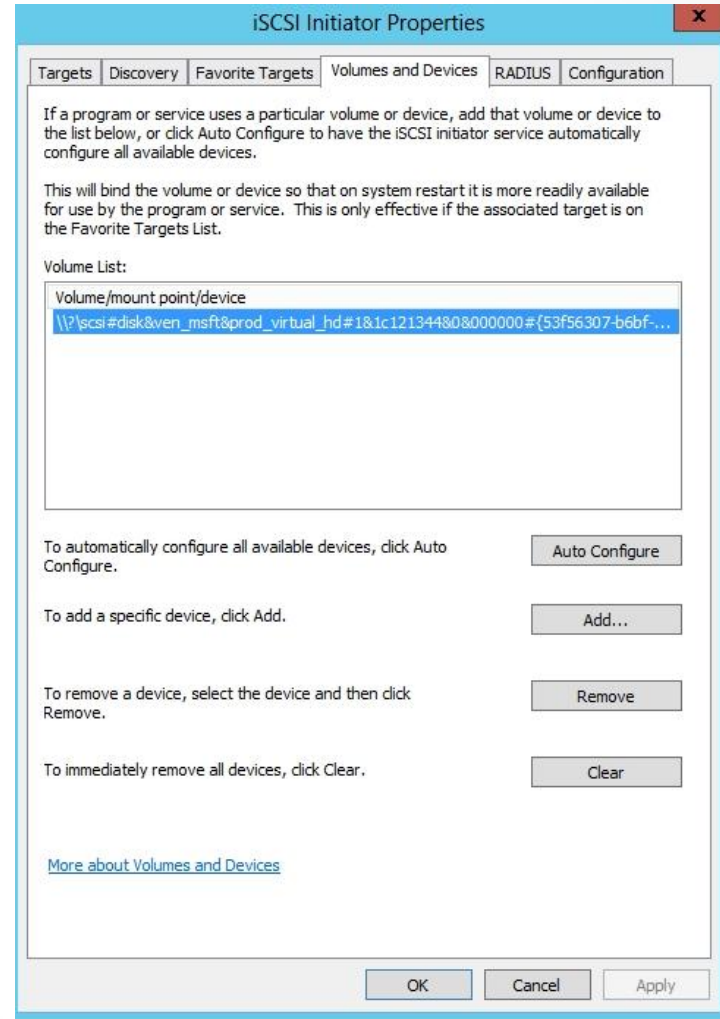 iSCSI Initiator Properties
x
Targets Discovery Favorite Targets Volumes and Devices RADIUS Configuration
If a program or service uses a particular volume or device, add that volume or device to
the list below, or click Auto Configure to have the iSCSI initiator service automatically
configure all available devices.
This will bind the volume or device so that on system restart it is more readily available
for use by the program or service.  This is only effective if the associated target is on
the Favorite Targets List.
Volume List:
Volume/mount point/device
\\?\scsi#disk&ven_msft&prod_virtual_hd#1&1c121344&0&000000#{53f56307-b6bf-...
To automatically configure all available devices, click Auto
Configure.
Auto Configure
To add a specific device, click Add.
Add...
To remove a device, select the device and then click
Remove.
Remove
To immediately remove all devices, click Clear.
Clear
More about Volumes and Devices
OK Cancel Apply